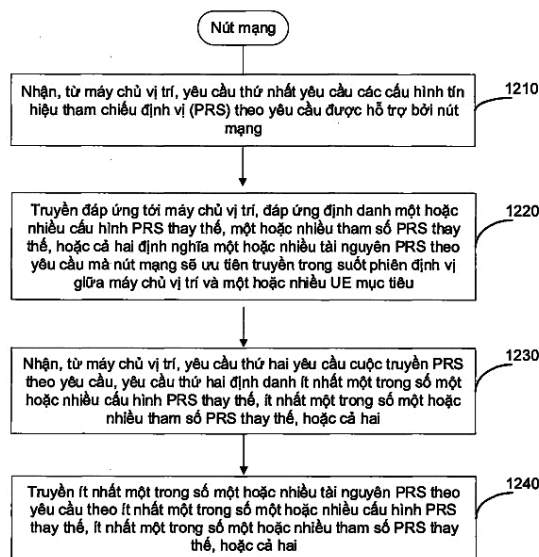 Nút mạng
Nhận, từ máy chủ vị trí, yêu cầu thứ nhất yêu cầu các cấu hình tín
hiệu tham chiếu định vị (PRS) theo yêu cầu được hỗ trợ bởi nút
mạng
1210
Truyền đáp ứng tới máy chủ vị trí, đáp ứng định danh một hoặc
nhiều cấu hình PRS thay thế, một hoặc nhiều tham số PRS thay
thế, hoặc cả hai định nghĩa một hoặc nhiều tài nguyên PRS theo
yêu cầu mà nút mạng sẽ ưu tiên truyền trong suốt phiên định vị
giữa máy chủ vị trí và một hoặc nhiều UE mục tiêu
1220
Nhận, từ máy chủ vị trí, yêu cầu thứ hai yêu cầu cuộc truyền PRS
theo yêu cầu, yêu cầu thứ hai định danh ít nhất một trong số một
hoặc nhiều cấu hình PRS thay thế, ít nhất một trong số một hoặc
nhiều tham số PRS thay thế, hoặc cả hai
1230
Truyền ít nhất một trong số một hoặc nhiều tài nguyên PRS theo
yêu cầu theo ít nhất một trong số một hoặc nhiều cấu hình PRS
thay thế, ít nhất một trong số một hoặc nhiều tham số PRS thay
thế, hoặc cả hai
1240